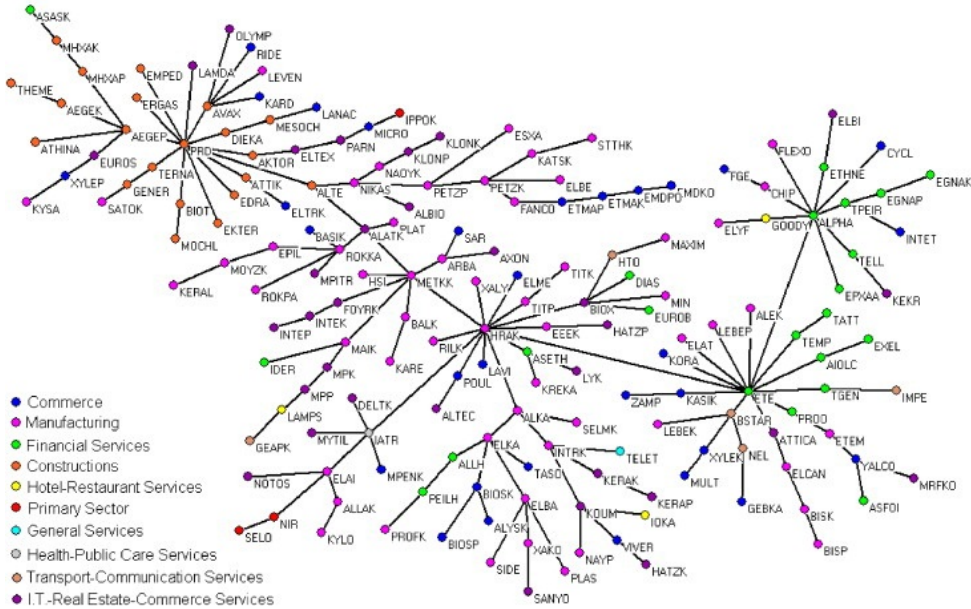 ASASK
MHXAK
MHXAP
THEME
AEGEK
EMPED
ERGAS
LAMDA
OLYMP
RIDE
LEVEN
AVAX
KARD
LANAC
MESOCH
DIEKA
AEGEP
PRD
ATHINA
EUROS
TERNA
XYLEP
GENER
KYSA
SATOK
BIOT
MOCHL
EKTER
EDRA
ATTIK
AKTOR
ELTRK
ELTEX
PARN
MICRO
IPPOK
ALTE
NIKAS
NAOYK
KLONP
KLONK
ALBIO
PETZP
ESXA
KATSK
STTHK
PETZK
ELBE
FANCO
ETMAP
ETMAK
EMDPO
EMDKO
ALATK
PLAT
BASIK
ROKKA
EPIL
MOYZK
KERAL
ROKPA
MPITR
METKK
HSI
SAR
ARBA
AXON
FOYRK
INTEK
INTEP
BALK
KARE
MAIK
IDER
MPK
MPP
LAMPS
GEAPK
HRAK
XALY
ELME
TITP
TITK
EEEK
HATZP
BIOX
HTO
MAXIM
DIAS
MIN
EUROB
RILK
POUL
ALTEC
LAVI
ASETH
LYK
KREKA
ALKA
SELMK
INTRK
TELET
KERAK
KERAP
KOUM
IOKA
VIVER
HATZK
NAYP
ELKA
ALLH
PEILH
PROFK
BIOSK
BIOSP
ALYSK
TASO
ELBA
SIDE
XAKO
SANYO
PLAS
IATR
DELTK
MYTIL
MPENK
ELAI
NOTOS
ALLAK
KYLO
NIR
SELO
ALPHA
FLEXO
ELBI
ETHNE
CYCL
FGE
CHIP
ELYF
GOODY
TPEIR
EGNAP
EGNAK
INTET
TELL
KEKR
EPXAA
ETE
ALEK
LEBEP
ELAT
KORA
TEMP
TATT
AIOLC
EXEL
TGEN
IMPE
ZAMP
KASIK
LEBEK
BSTAR
XYLEK
MULT
NEL
GEBKA
PROO
ETEM
YALCO
MRFKO
ASFOI
ATTICA
ELCAN
BISK
BISP
Commerce
Manufacturing
Financial Services
Constructions
Hotel-Restaurant Services
Primary Sector
General Services
Health-Public Care Services
Transport-Communication Services
I.T.-Real Estate-Commerce Services